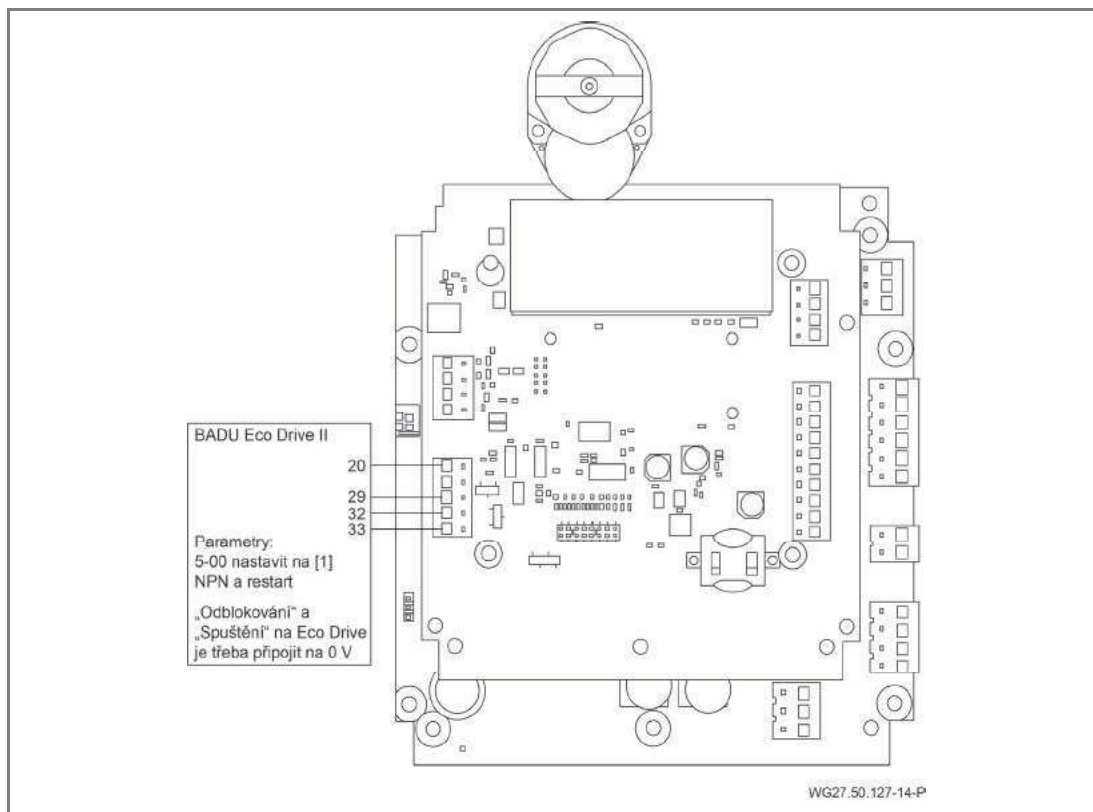 BADU Eco Drive II
20
29
32
33
Parametry:
5-00 nastavit na [1]
NPN a restart
„Odblokování“ a
„Spuštění“ na Eco Drive
je třeba připojit na 0 V
WG27.50.127-14-P